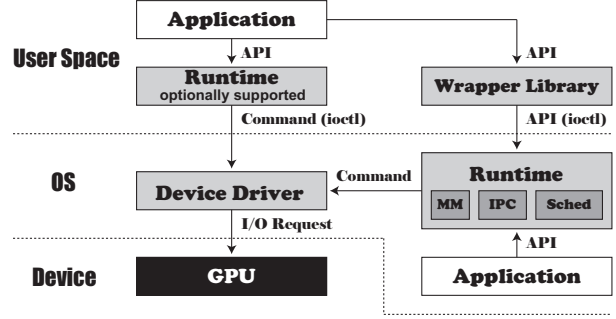 Application
API
API
User Space
Runtime
optionally supported
Wrapper Library
Command (ioctl)
API (ioctl)
OS
Device Driver
Command
Runtime
MM
IPC
Sched
I/O Request
API
Device
GPU
Application